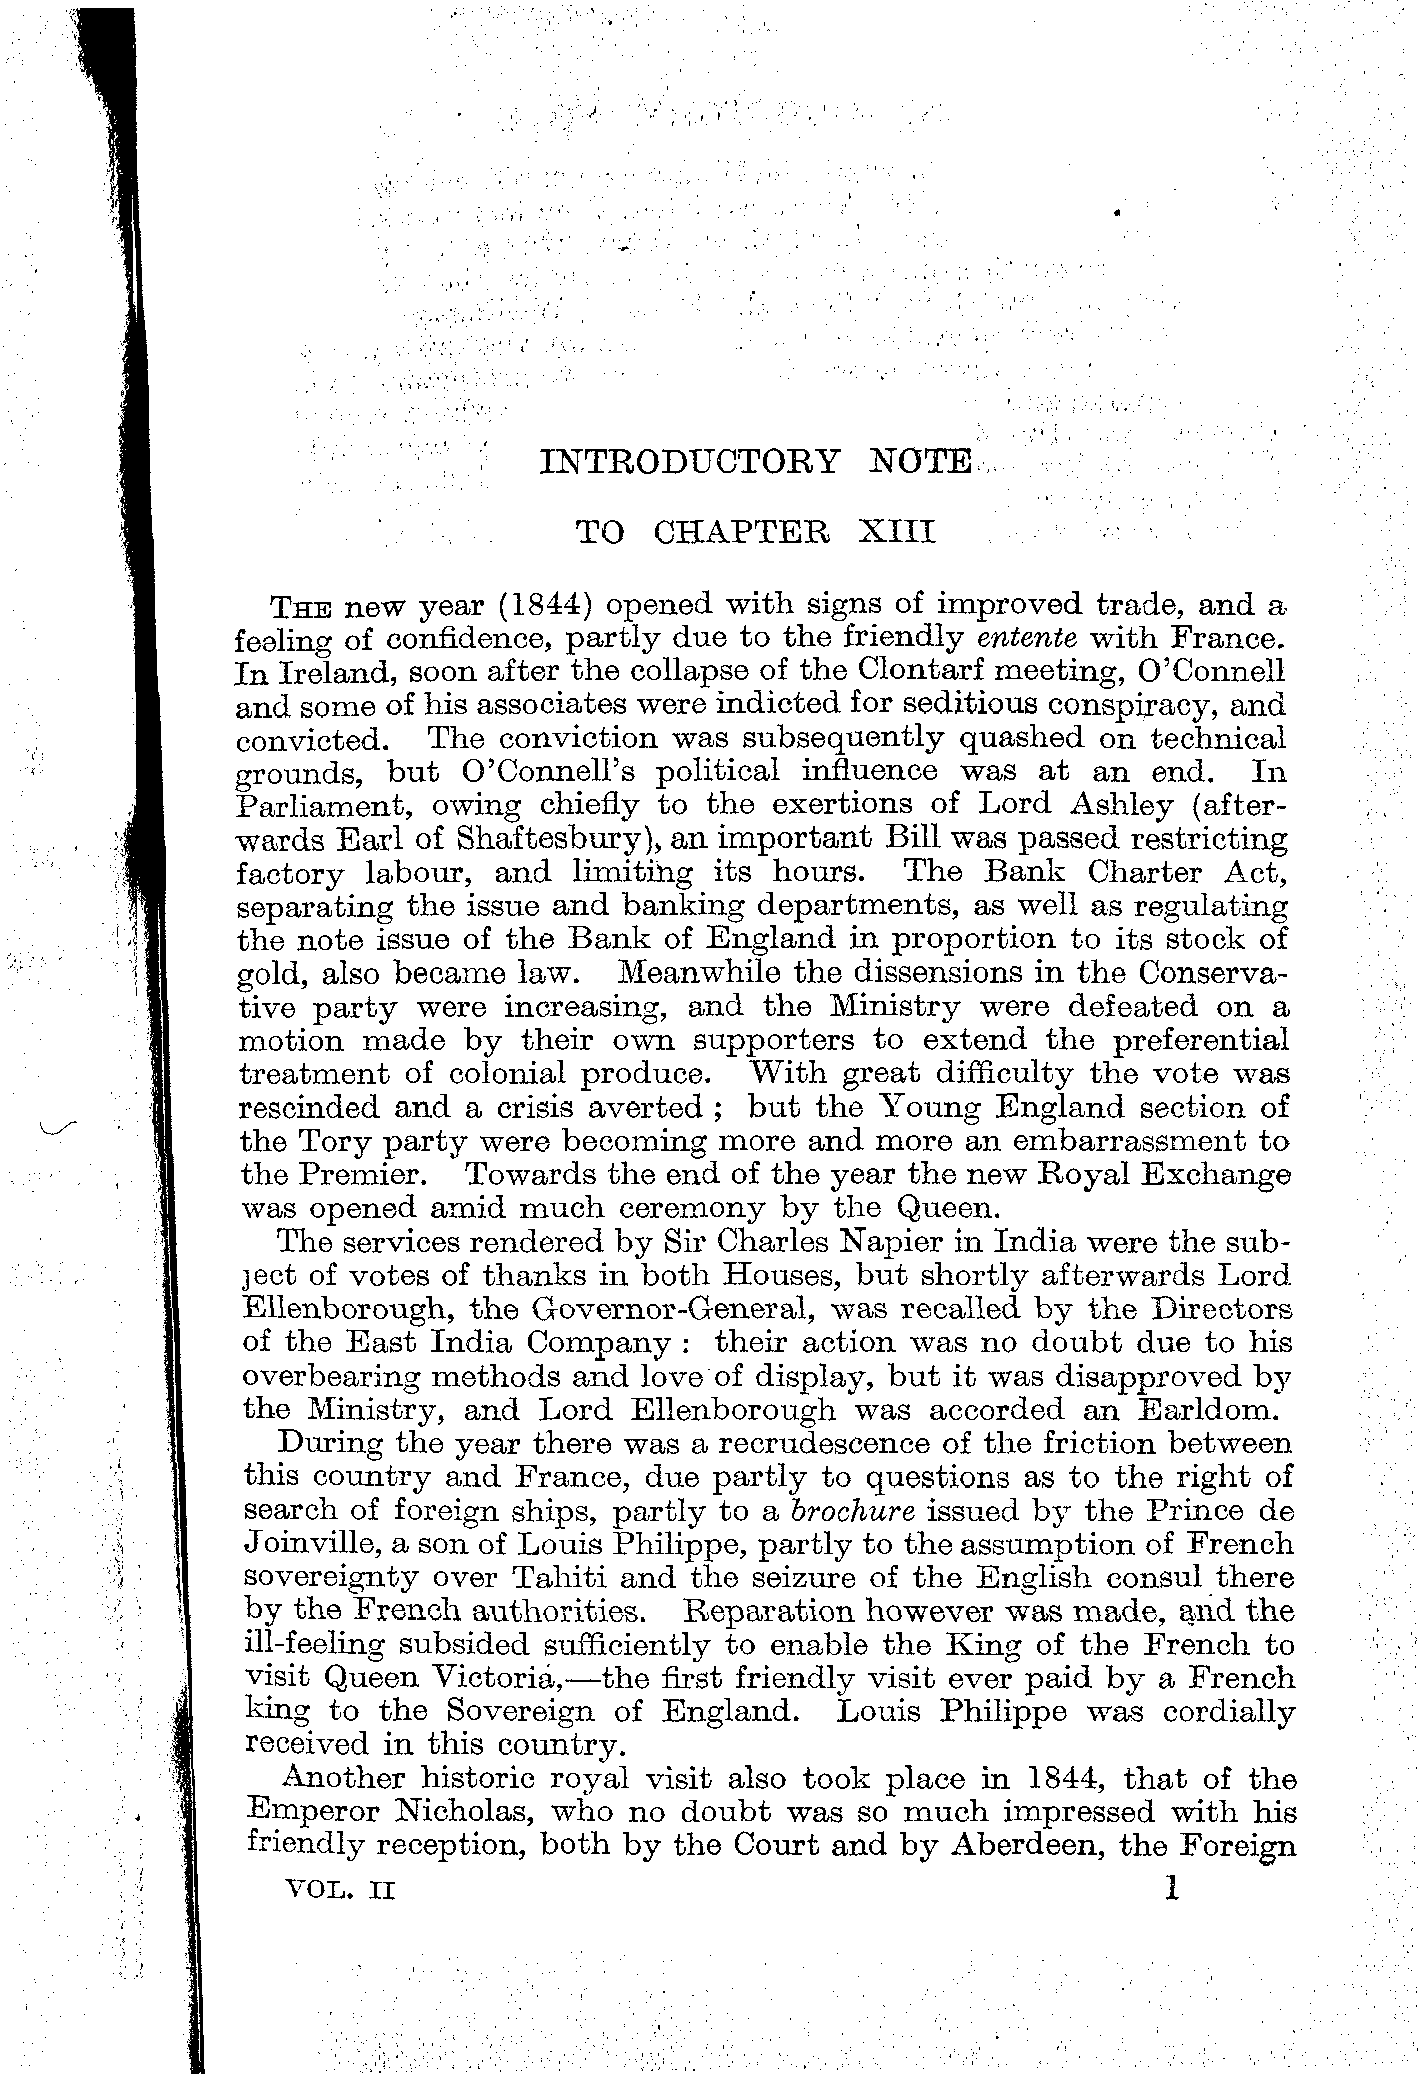 INTRODUCTORY NOTE
TO CHAPTER XIII
THE new year (1844) opened with signs of improved trade, and a
feeling of confidence, partly due to the friendly entente with France.
In Ireland, soon after the collapse of the Clontarf meeting, O'Connell
and some of his associates were indicted for seditious conspiracy, and
convicted. The conviction was subsequently quashed on technical
grounds, but O'Connell's political influence was at an end. In
Parliament, owing chiefly to the exertions of Lord Ashley (after-
wards Earl of Shaftesbury), an important Bill was passed restricting
factory labour, and limiting its hours. The Bank Charter Act,
separating the issue and banking departments, as well as regulating
the note issue of the Bank of England in proportion to its stock of
gold, also became law. Meanwhile the dissensions in the Conserva-
tive party were increasing, and the Ministry were defeated on a
motion made by their own supporters to extend the preferential
treatment of colonial produce. With great difficulty the vote was
rescinded and a crisis averted ; but the Young England section of
the Tory party were becoming more and more an embarrassment to
the Premier. Towards the end of the year the new Royal Exchange
was opened amid much ceremony by the Queen.
The services rendered by Sir Charles Napier in India were the sub-
ject of votes of thanks in both Houses, but shortly afterwards Lord
Ellenborough, the Governor-General, was recalled by the Directors
of the East India Company : their action was no doubt due to his
overbearing methods and love of display, but it was disapproved by
the Ministry, and Lord Ellenborough was accorded an Earldom.
During the year there was a recrudescence of the friction between
this country and France, due partly to questions as to the right of
search of foreign ships, partly to a brochure issued by the Prince de
Joinville, a son of Louis Philippe, partly to the assumption of French
sovereignty over Tahiti and the seizure of the English consul there
by the French authorities. Reparation however was made, and the
ill-feeling subsided sufficiently to enable the King of the French to
visit Queen Victoria,—the first friendly visit ever paid by a French
king to the Sovereign of England. Louis Philippe was cordially
received in this country.
Another historic royal visit also took place in 1844, that of the
Emperor Nicholas, who no doubt was so much impressed with his
friendly reception, both by the Court and by Aberdeen, the Foreign
VOL. II 1